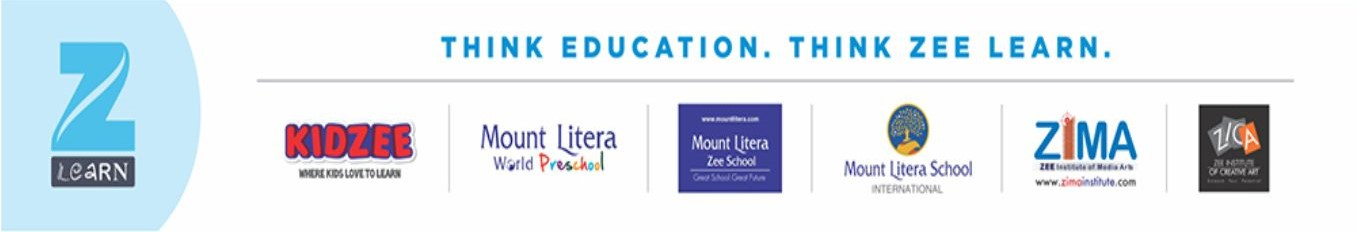 Z
LEARN
THINK EDUCATION. THINK ZEE LEARN.
KIDZEE
WHERE KIDS LOVE TO LEARN
Mount Litera
World Preschool
www.mountlitera.com
Mount Litera
Zee School
Great School Great Future
Mount Litera School
INTERNATIONAL
ZIMA
ZEE Institute of Media Arts
www.zimainstitute.com
ZICA
ZEE INSTITUTE
OF CREATIVE ART